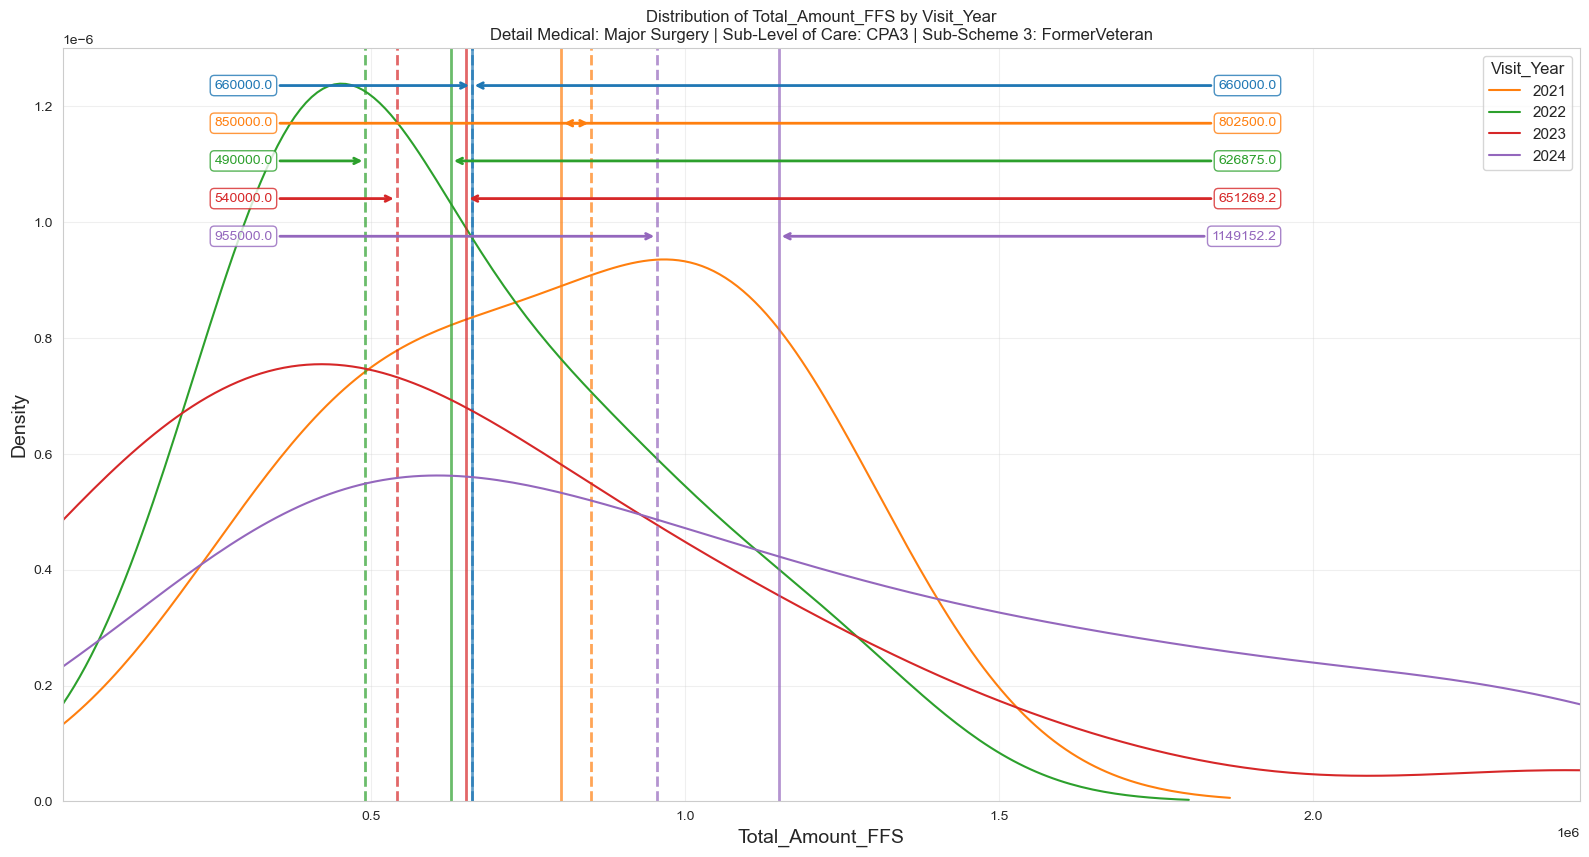 Distribution of Total_Amount_FFS by Visit_Year
Detail Medical: Major Surgery | Sub-Level of Care: CPA3 | Sub-Scheme 3: FormerVeteran
1e−6
1.2
1.0
0.8
0.6
0.4
0.2
0.0
Density
660000.0 660000.0
850000.0 802500.0
490000.0 626875.0
540000.0 651269.2
955000.0 1149152.2
Visit_Year
2021
2022
2023
2024
0.5 1.0 1.5 2.0
1e6
Total_Amount_FFS